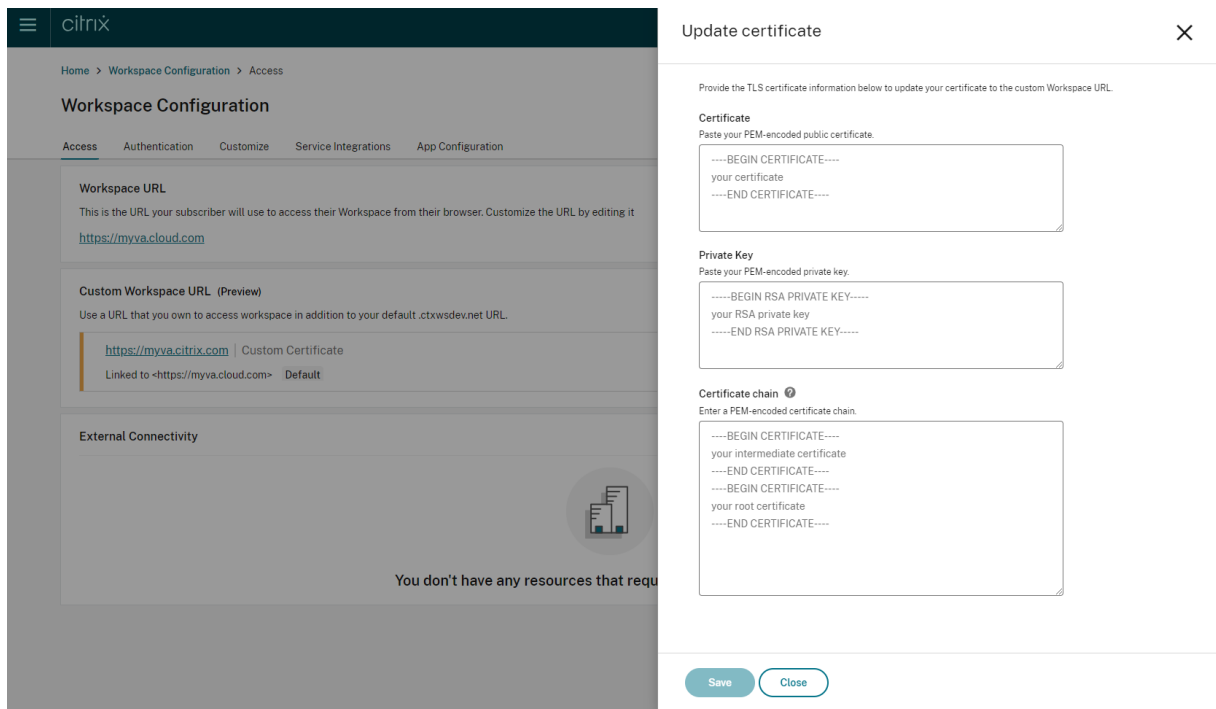 citrix
Home > Workspace Configuration > Access
Workspace Configuration
Access Authentication Customize Service Integrations App Configuration
Workspace URL
This is the URL your subscriber will use to access their Workspace from their browser. Customize the URL by editing it
https://myva.cloud.com
Custom Workspace URL (Preview)
Use a URL that you own to access workspace in addition to your default .ctxwsdev.net URL.
https://myva.citrix.com | Custom Certificate
Linked to <https://myva.cloud.com> Default
External Connectivity
You don't have any resources that requ
Update certificate
Provide the TLS certificate information below to update your certificate to the custom Workspace URL.
Certificate
Paste your PEM-encoded public certificate.
----BEGIN CERTIFICATE----
your certificate
----END CERTIFICATE----
Private Key
Paste your PEM-encoded private key.
-----BEGIN RSA PRIVATE KEY-----
your RSA private key
-----END RSA PRIVATE KEY-----
Certificate chain ?
Enter a PEM-encoded certificate chain.
----BEGIN CERTIFICATE----
your intermediate certificate
----END CERTIFICATE----
----BEGIN CERTIFICATE----
your root certificate
----END CERTIFICATE----
Save Close